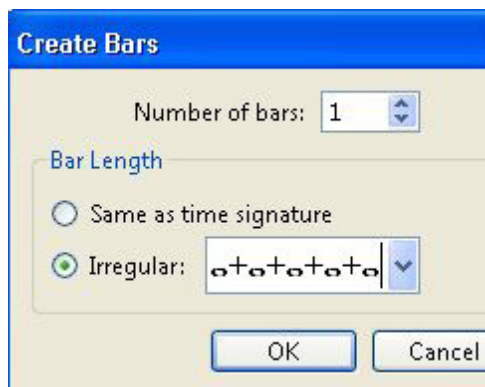 Create Bars
Number of bars: 1
Bar Length
Same as time signature
Irregular: 𝅝+𝅝+𝅝+𝅝+𝅝
OK Cancel